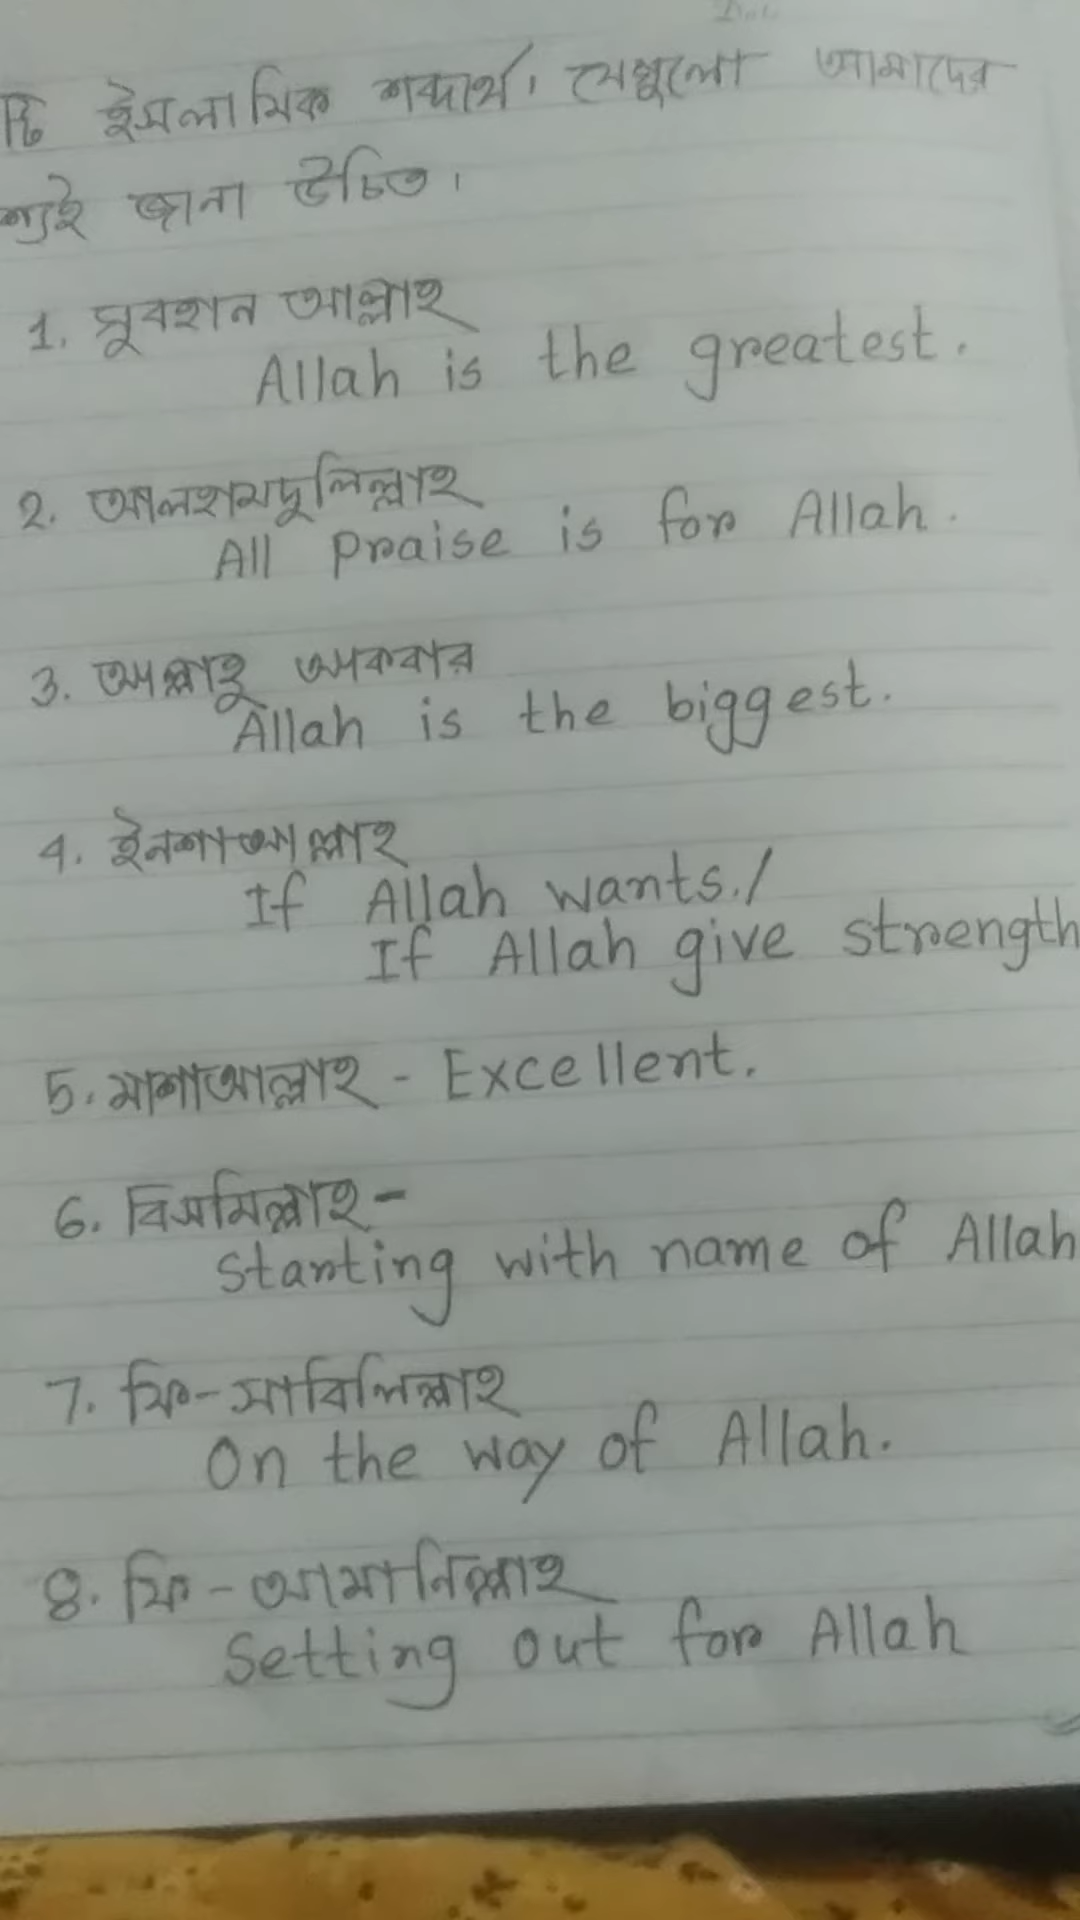 টি ইসলামিক শব্দার্থ। যেগুলো আমাদের
শ্যই জানা উচিত।
1. সুবহান আল্লাহ
Allah is the greatest.
2. আলহামদুলিল্লাহ
All praise is for Allah.
3. আল্লাহু আকবার
Allah is the biggest.
4. ইনশাআল্লাহ
If Allah wants./
If Allah give strength
5. মাশাআল্লাহ - Excellent.
6. বিসমিল্লাহ -
Starting with name of Allah
7. ফি-সাবিলিল্লাহ
On the way of Allah.
8. ফি-আমানিল্লাহ
Setting out for Allah